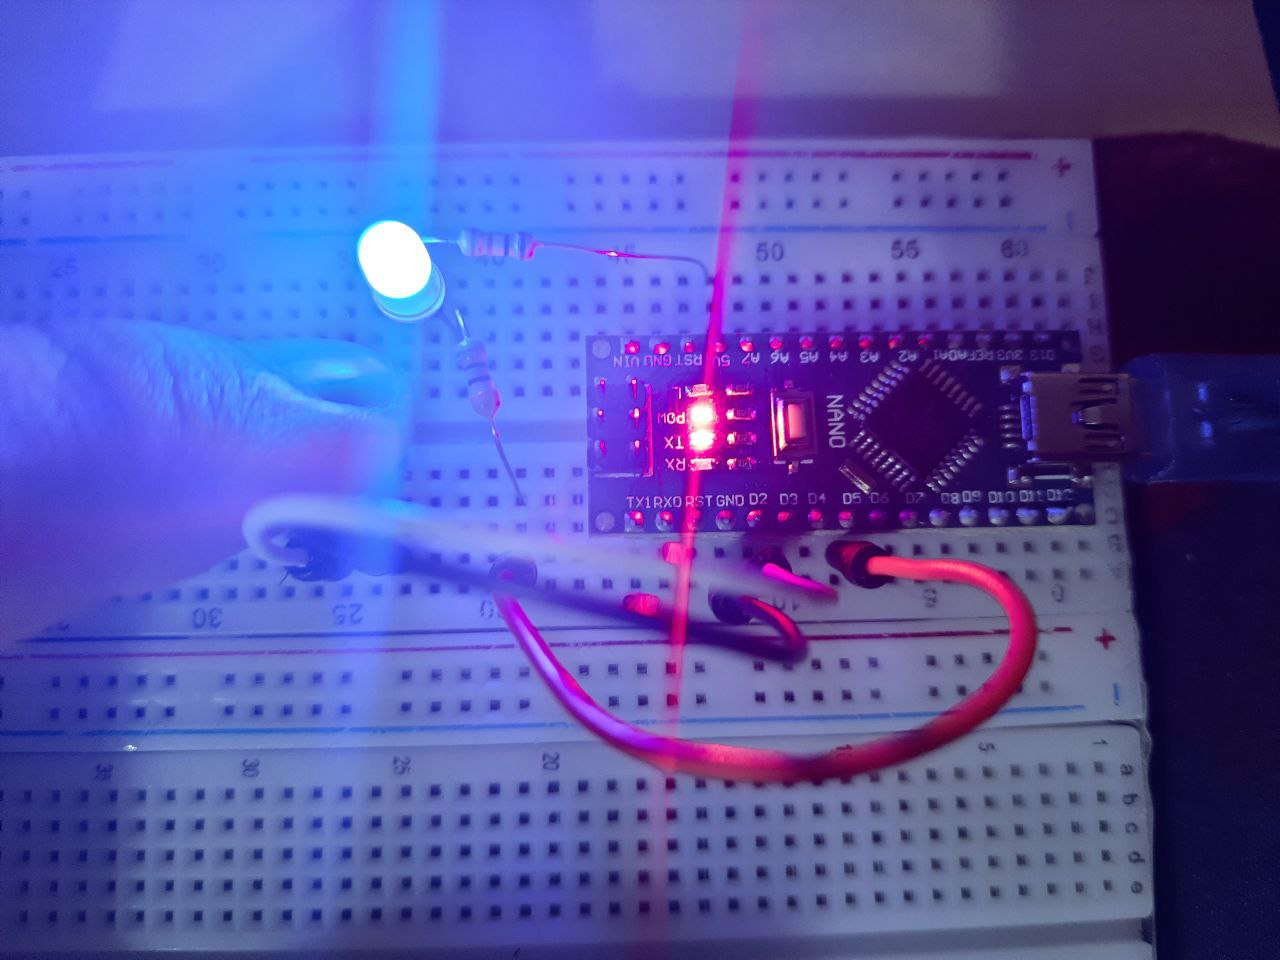 +
25
30
40
45
50
55
60
VIN GND RST 5V A7 A6 A5 A4 A3 A2 A1 A0 REF 3V3 D13
L
POW
TX
RX
NANO
TX1 RX0 RST GND D2 D3 D4 D5 D6 D7 D8 D9 D10 D11 D12
30
25
20
10
5
+
-
35
30
25
20
10
5
1
a
b
c
d
e